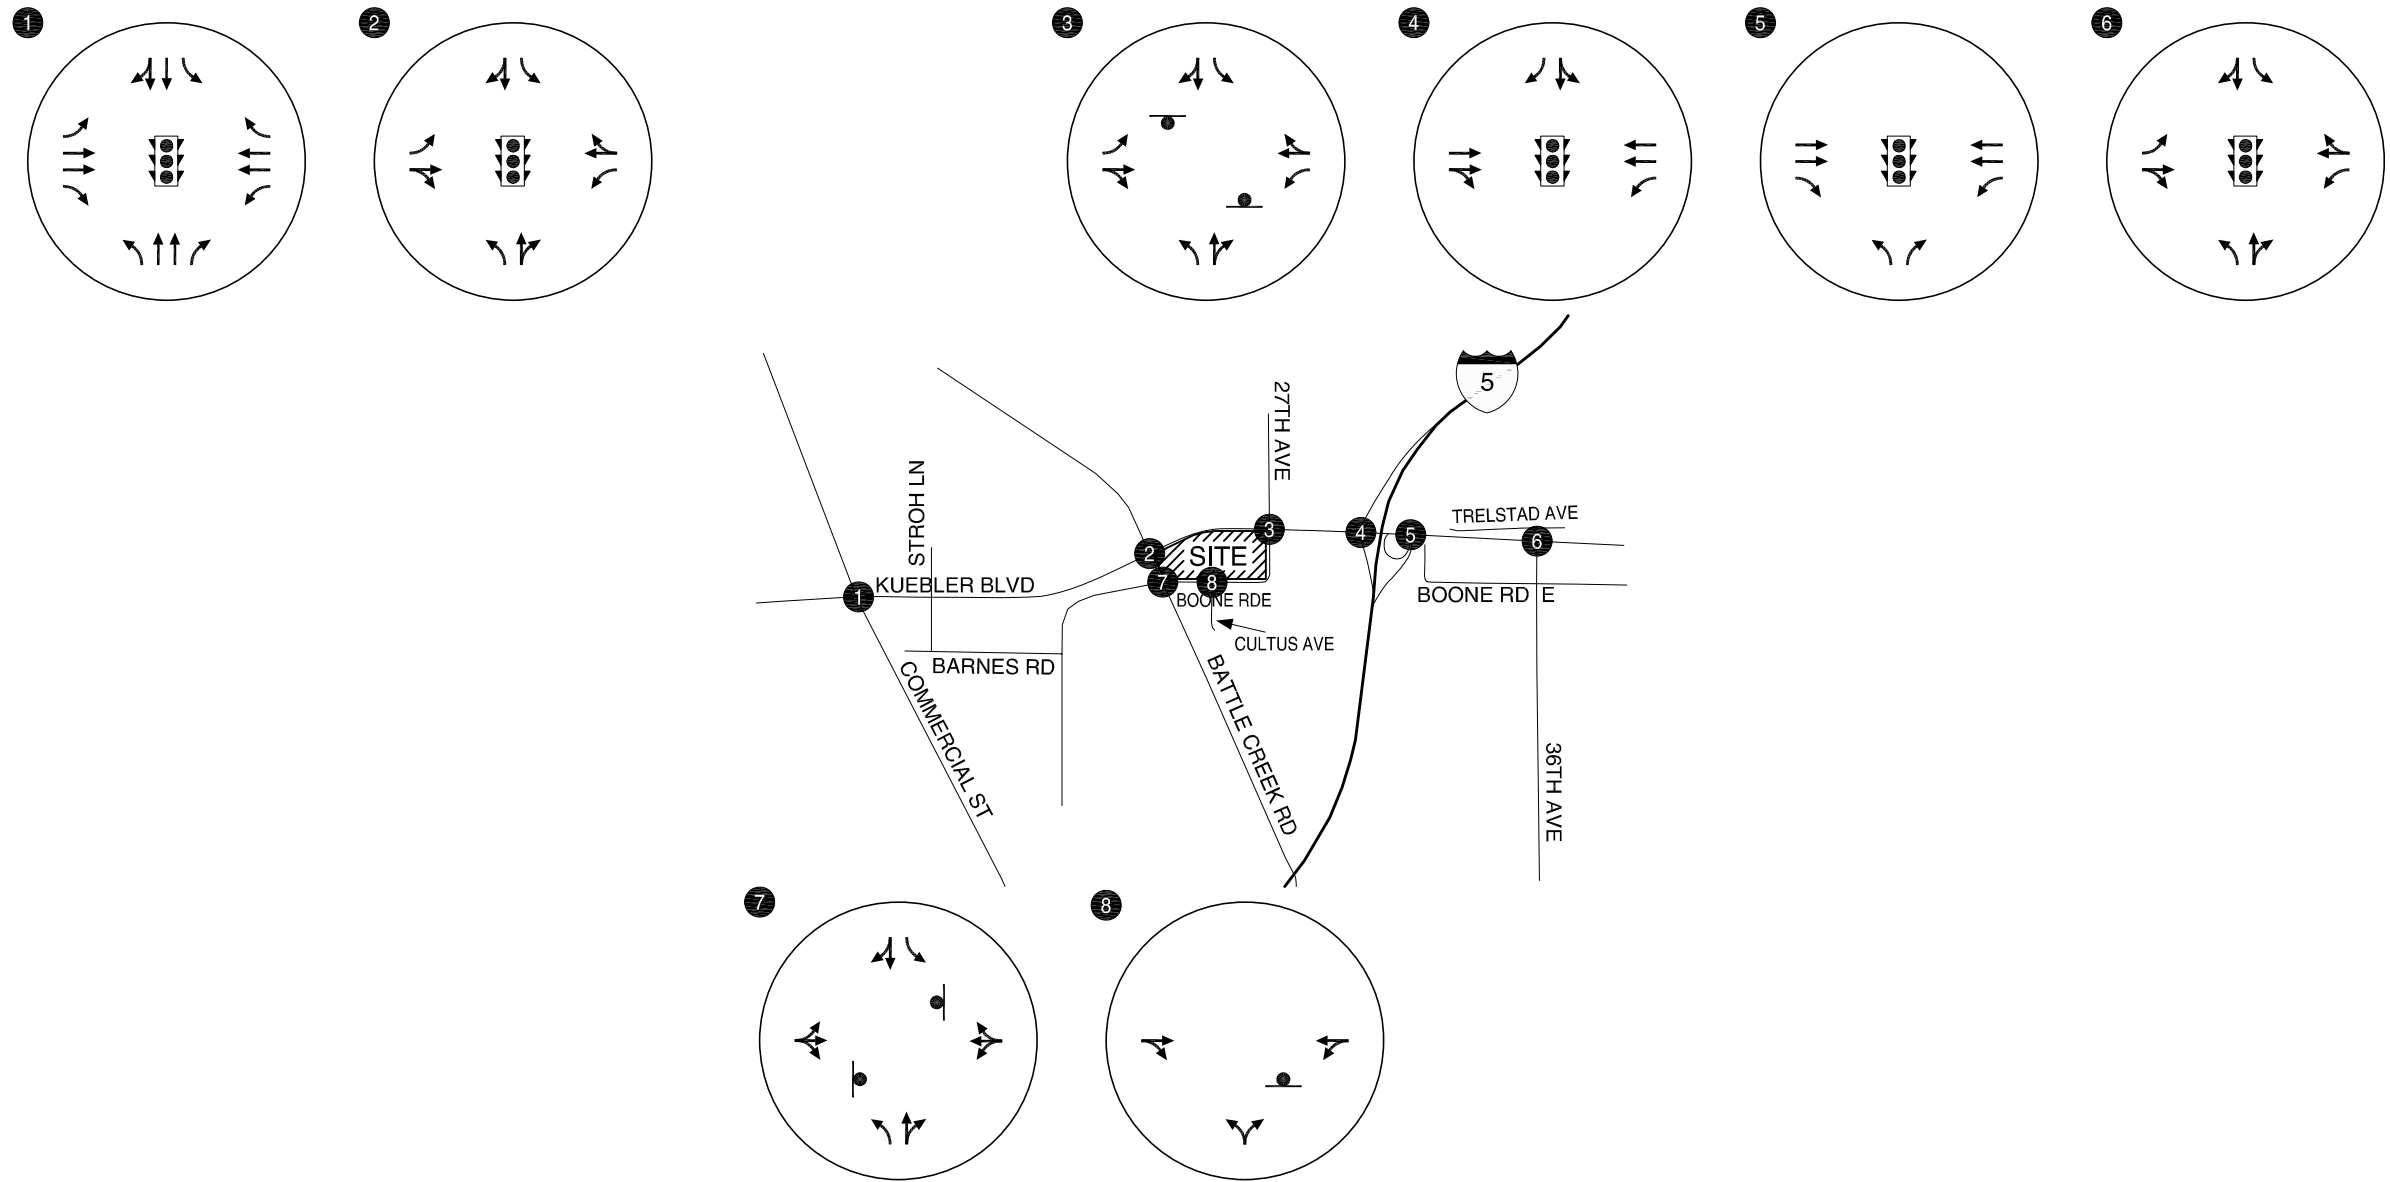 1
2
3
4
5
6
5
27TH AVE
STROH LN
TRELSTAD AVE
3
4
5
6
2
SITE
7
8
1
KUEBLER BLVD
BOONE RDE
BOONE RD E
CULTUS AVE
BARNES RD
COMMERCIAL ST
BATTLE CREEK RD
36TH AVE
7
8